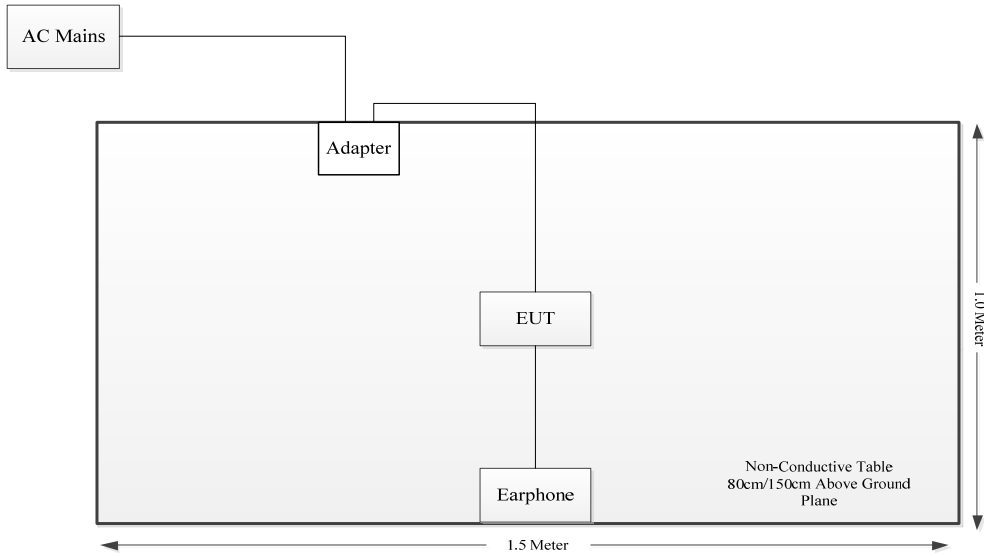 AC Mains
Adapter
EUT
1.0 Meter
Non-Conductive Table
80cm/150cm Above Ground
Plane
Earphone
1.5 Meter